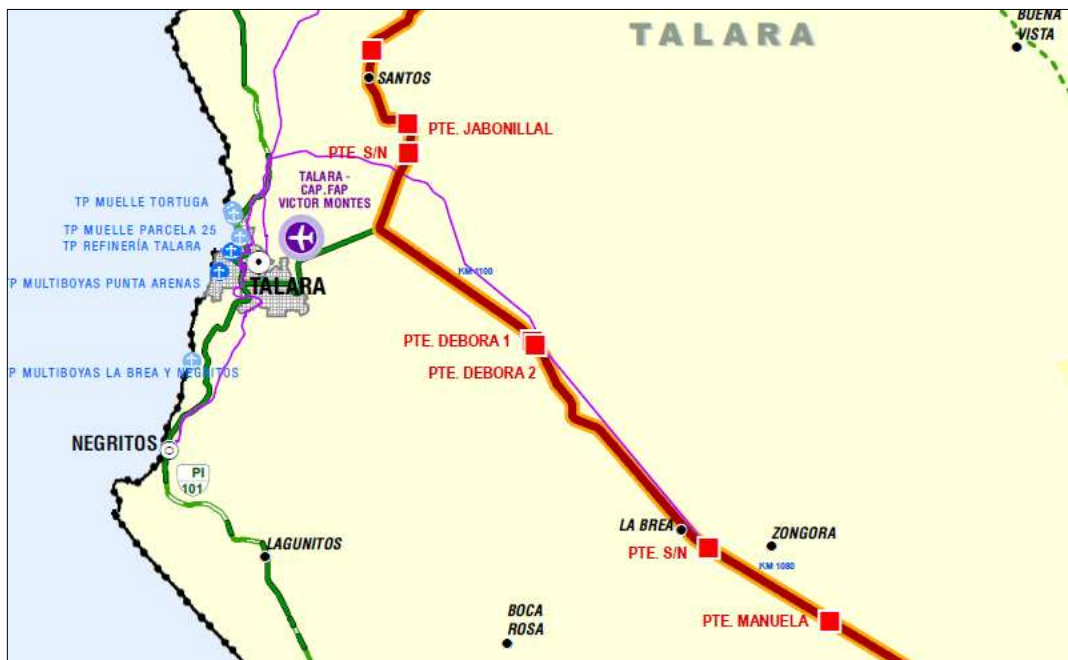 TALARA
BUENA
VISTA
SANTOS
PTE. JABONILLAL
PTE. S/N
TALARA -
CAP.FAP
VICTOR MONTES
TP MUELLE TORTUGA
TP MUELLE PARCELA 25
TP REFINERÍA TALARA
TP MULTIBOYAS PUNTA ARENAS
TALARA
KM 1100
PTE. DEBORA 1
PTE. DEBORA 2
TP MULTIBOYAS LA BREA Y NEGRITOS
NEGRITOS
PI
101
LAGUNITOS
LA BREA
ZONGORA
PTE. S/N
KM 1080
BOCA
ROSA
PTE. MANUELA